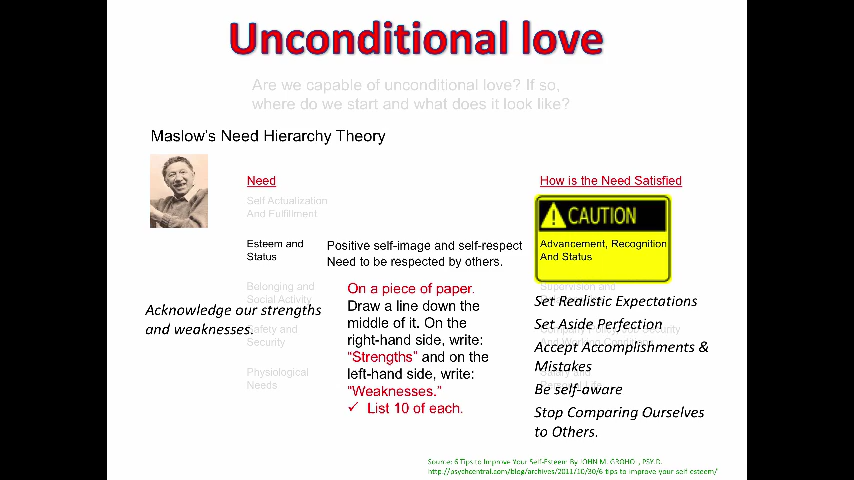 Unconditional love
Are we capable of unconditional love? If so,
where do we start and what does it look like?
Maslow's Need Hierarchy Theory
Need
How is the Need Satisfied
Self Actualization
And Fulfillment
CAUTION
Esteem and
Status
Positive self-image and self-respect
Need to be respected by others.
Advancement, Recognition
And Status
Belonging and
Social Activity
Supervision and
Acknowledge our strengths
and weaknesses.
Safety and
Security
Physiological
Needs
On a piece of paper.
Draw a line down the
middle of it. On the
right-hand side, write:
"Strengths" and on the
left-hand side, write:
"Weaknesses."
✓ List 10 of each.
Set Realistic Expectations
Set Aside Perfection
Accept Accomplishments &
Mistakes
Be self-aware
Stop Comparing Ourselves
to Others.
Source: 6 Tips to Improve Your Self-Esteem By JOHN M. GROHOL, PSY.D.
http://psychcentral.com/blog/archives/2011/10/30/6-tips-to-improve-your-self-esteem/